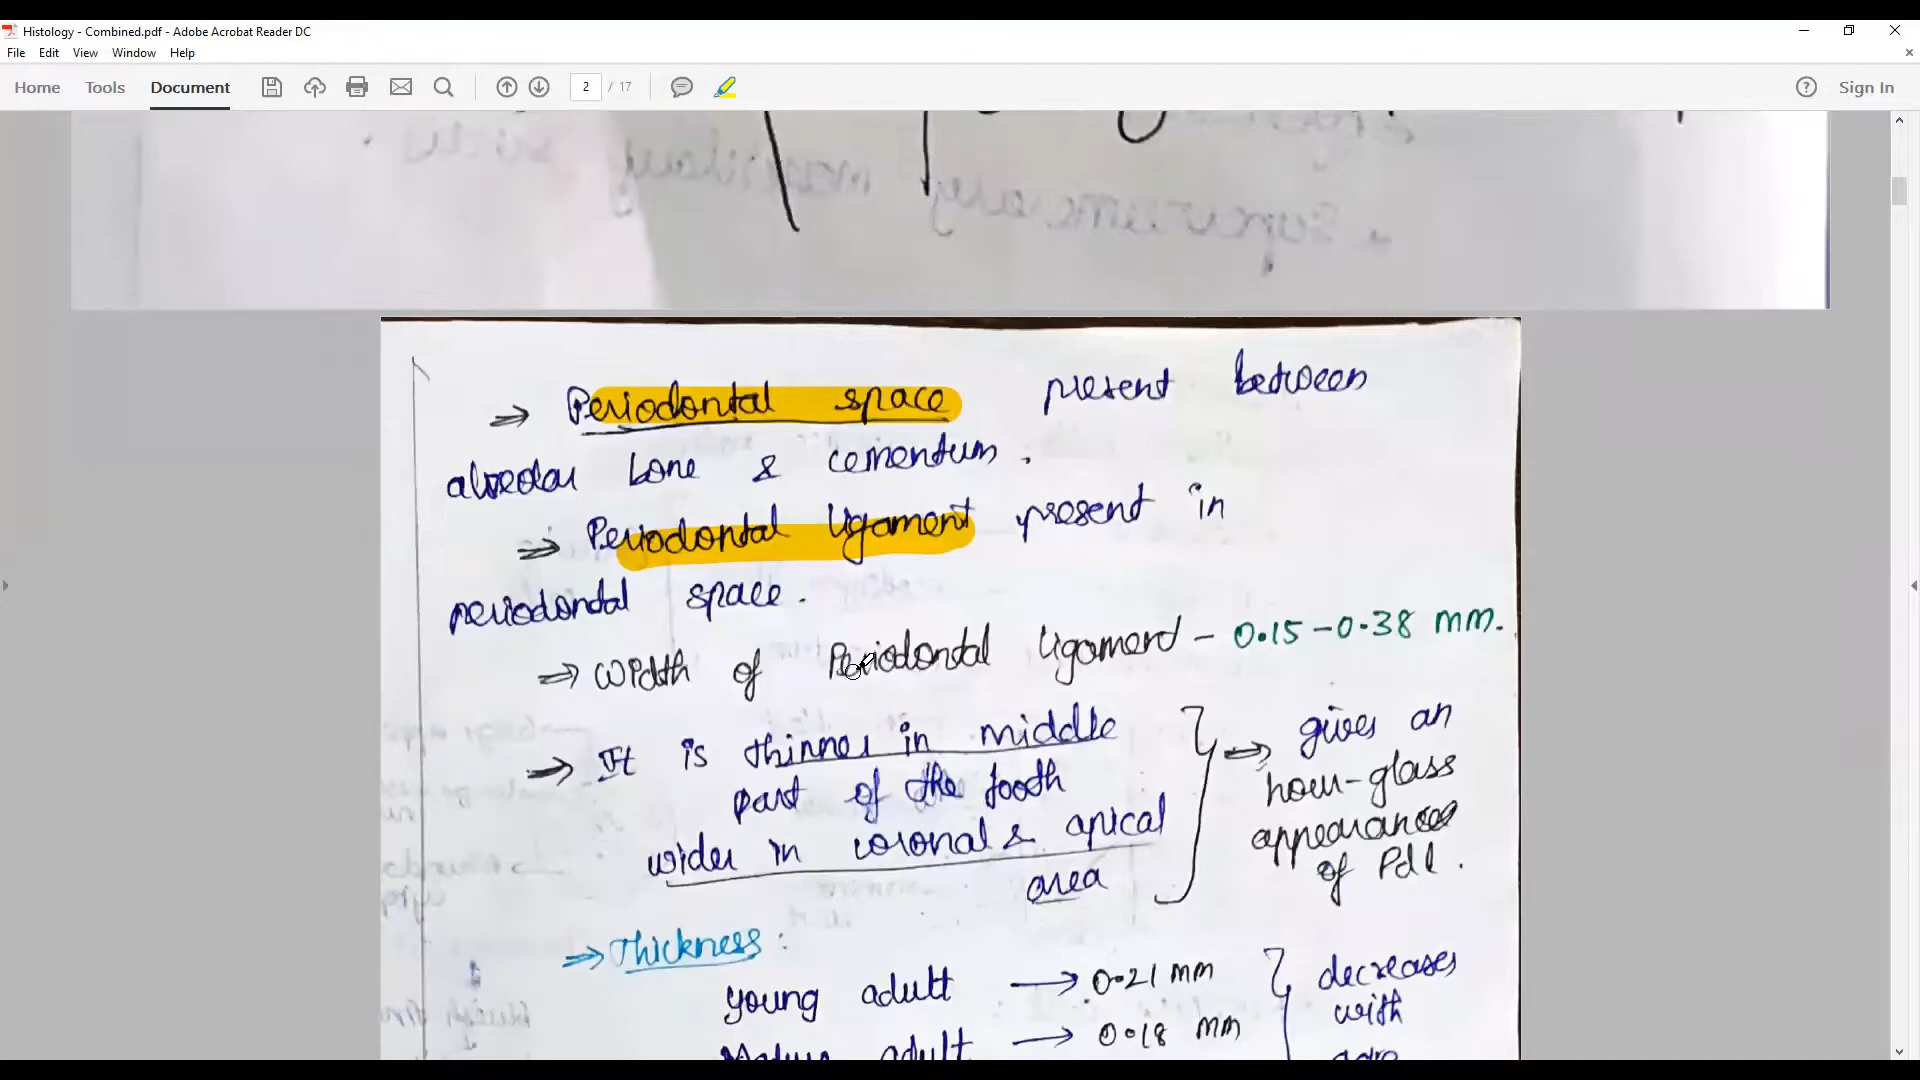 Histology - Combined.pdf - Adobe Acrobat Reader DC
File Edit View Window Help
Home Tools Document 2 / 17 Sign In
Supernumerary maxillary
⇒ Periodontal space present between
alveolar bone & cementum.
⇒ Periodontal ligament present in
periodontal space.
⇒ Width of Periodontal ligament - 0.15-0.38 mm.
⇒ It is thinner in middle
part of the tooth
wider in coronal & apical
area
⇒ gives an
hour-glass
appearance
of Pdl.
⇒ Thickness:
young adult → 0.21 mm
Mature adult → 0.18 mm
decreases
with